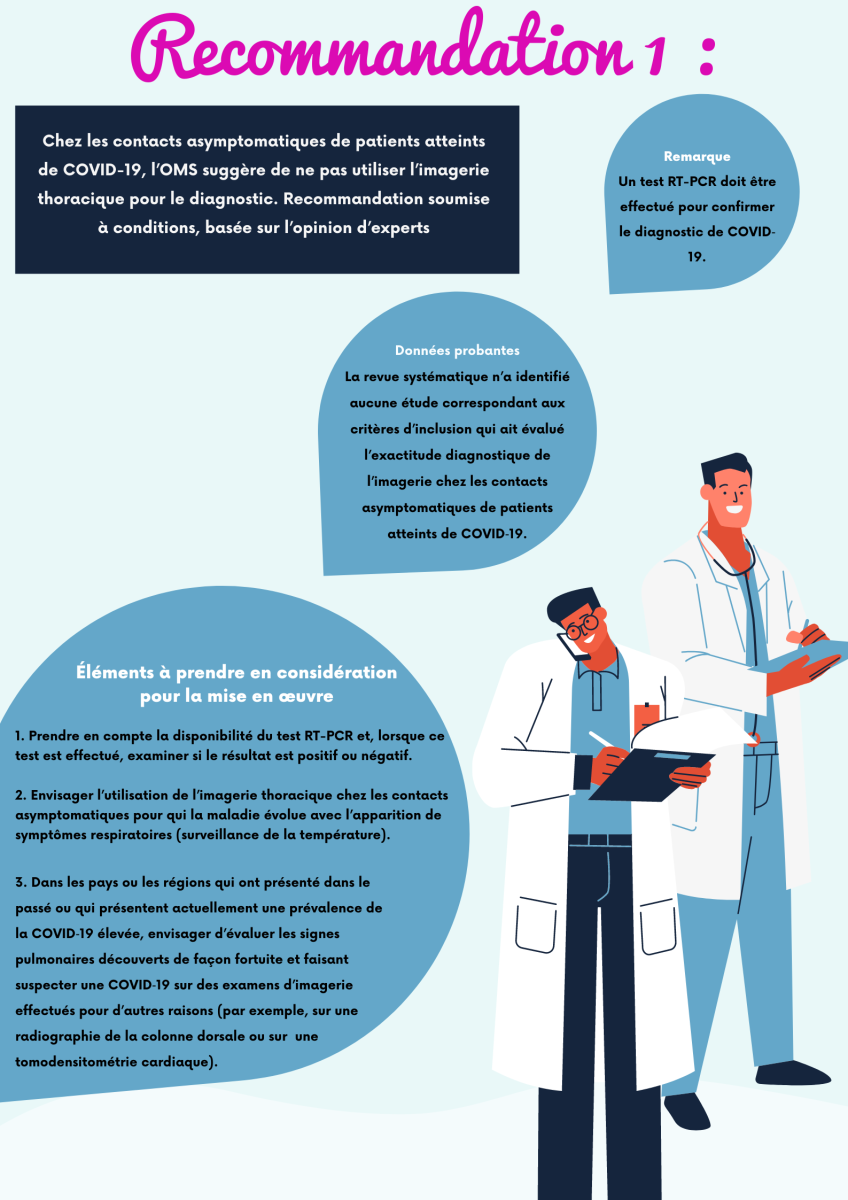 Recommandation 1 :
Chez les contacts asymptomatiques de patients atteints
de COVID-19, l'OMS suggère de ne pas utiliser l'imagerie
thoracique pour le diagnostic. Recommandation soumise
à conditions, basée sur l'opinion d'experts
Remarque
Un test RT-PCR doit être
effectué pour confirmer
le diagnostic de COVID-
19.
Données probantes
La revue systématique n'a identifié
aucune étude correspondant aux
critères d'inclusion qui ait évalué
l'exactitude diagnostique de
l'imagerie chez les contacts
asymptomatiques de patients
atteints de COVID-19.
Éléments à prendre en considération
pour la mise en œuvre
1. Prendre en compte la disponibilité du test RT-PCR et, lorsque ce
test est effectué, examiner si le résultat est positif ou négatif.
2. Envisager l'utilisation de l'imagerie thoracique chez les contacts
asymptomatiques pour qui la maladie évolue avec l'apparition de
symptômes respiratoires (surveillance de la température).
3. Dans les pays ou les régions qui ont présenté dans le
passé ou qui présentent actuellement une prévalence de
la COVID-19 élevée, envisager d'évaluer les signes
pulmonaires découverts de façon fortuite et faisant
suspecter une COVID-19 sur des examens d'imagerie
effectués pour d'autres raisons (par exemple, sur une
radiographie de la colonne dorsale ou sur une
tomodensitométrie cardiaque).